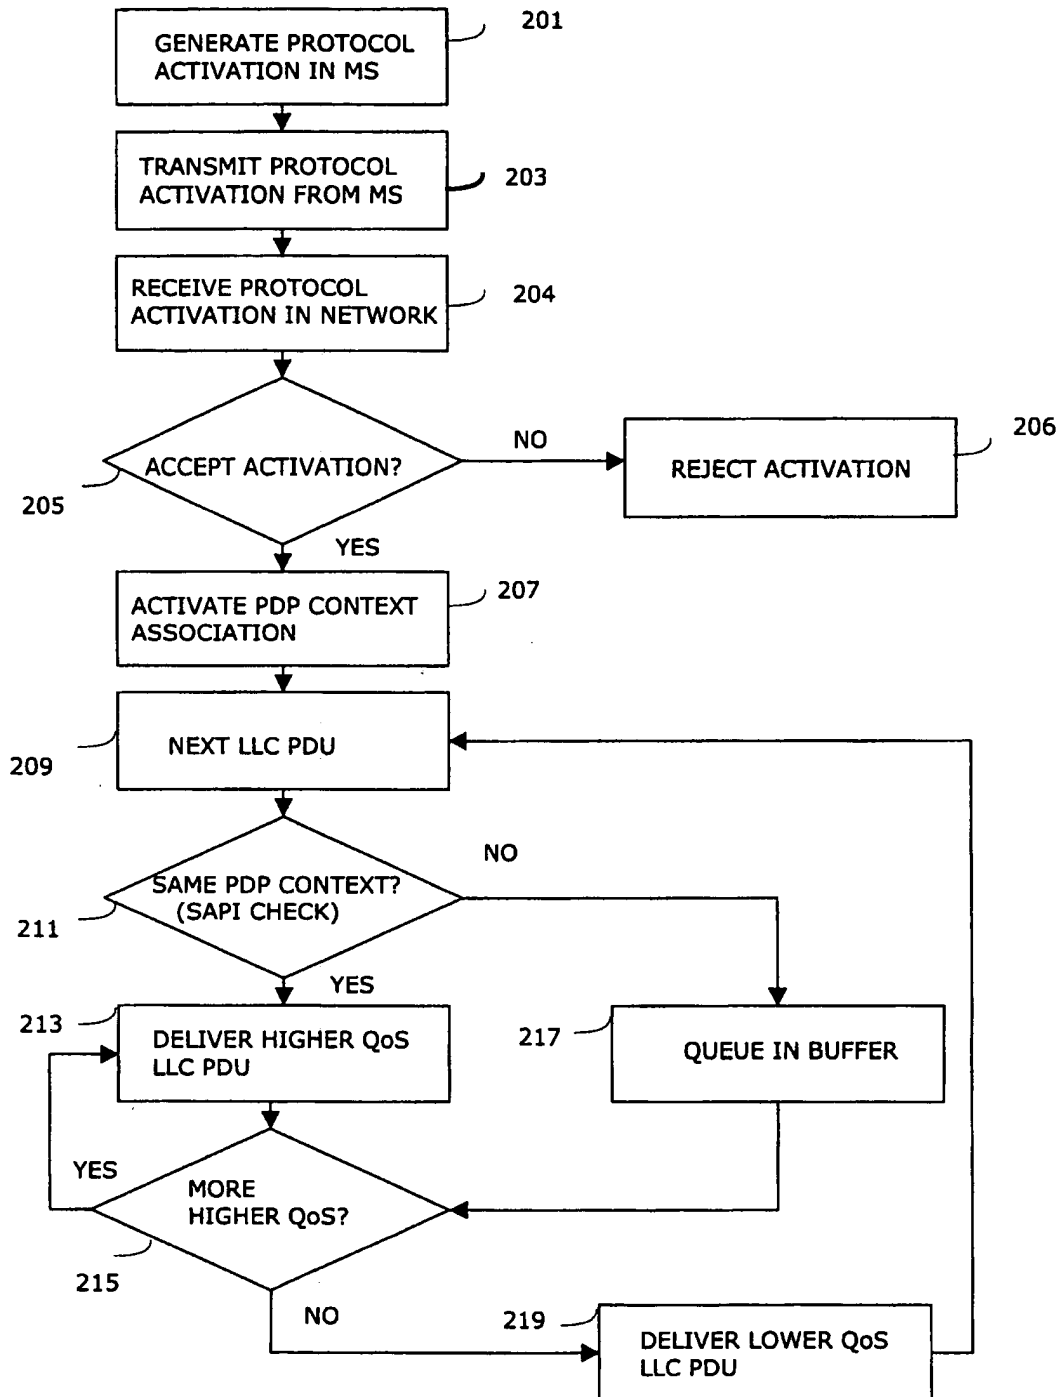 201
GENERATE PROTOCOL
ACTIVATION IN MS
TRANSMIT PROTOCOL
ACTIVATION FROM MS
203
RECEIVE PROTOCOL
ACTIVATION IN NETWORK
204
ACCEPT ACTIVATION?
205
NO
REJECT ACTIVATION
206
YES
ACTIVATE PDP CONTEXT
ASSOCIATION
207
NEXT LLC PDU
209
SAME PDP CONTEXT?
(SAPI CHECK)
211
NO
YES
213
DELIVER HIGHER QoS
LLC PDU
217
QUEUE IN BUFFER
YES
MORE
HIGHER QoS?
215
NO
219
DELIVER LOWER QoS
LLC PDU